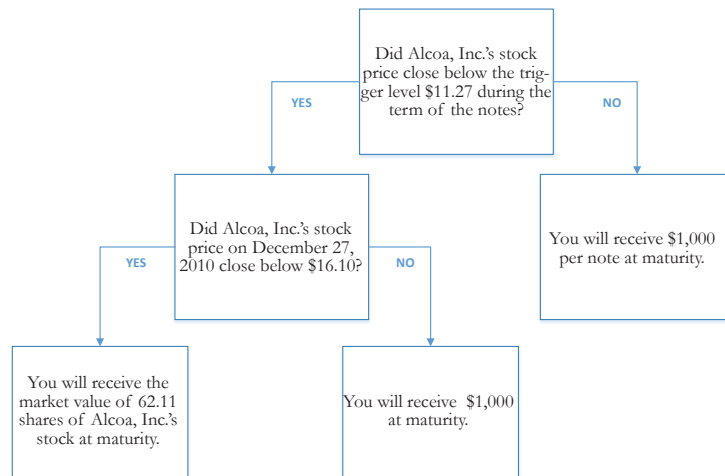 Did Alcoa, Inc.'s stock
price close below the trig-
ger level $11.27 during the
term of the notes?
YES
NO
Did Alcoa, Inc.'s stock
price on December 27,
2010 close below $16.10?
You will receive $1,000
per note at maturity.
YES
NO
You will receive the
market value of 62.11
shares of Alcoa, Inc.'s
stock at maturity.
You will receive $1,000
at maturity.